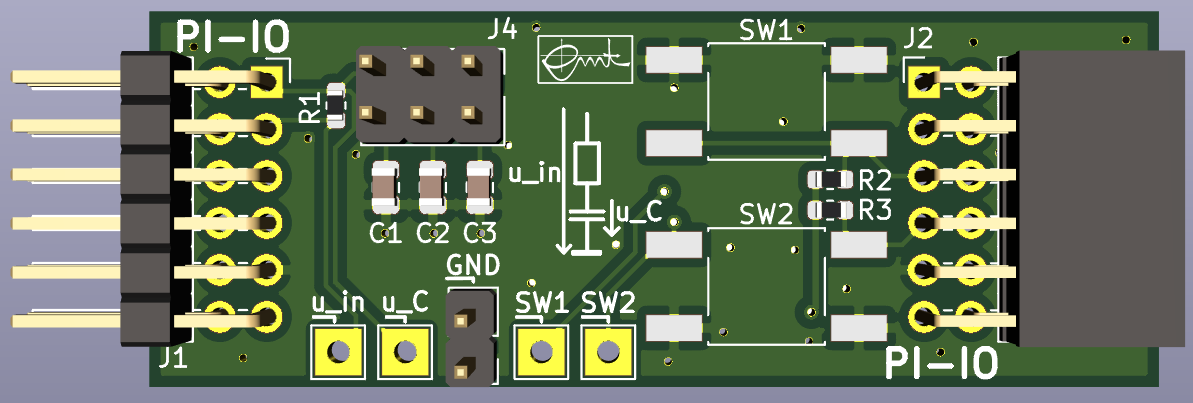 PI-IO
J4
SW1
J2
R1
u_in
u_C
R2
R3
SW2
C1 C2 C3
GND
u_in u_C SW1 SW2
J1
PI-IO